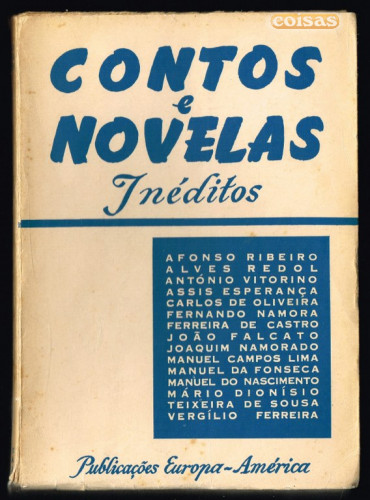 coisas
CONTOS
e
NOVELAS
Inéditos
AFONSO RIBEIRO
ALVES REDOL
ANTÓNIO VITORINO
ASSIS ESPERANÇA
CARLOS DE OLIVEIRA
FERNANDO NAMORA
FERREIRA DE CASTRO
JOÃO FALCATO
JOAQUIM NAMORADO
MANUEL CAMPOS LIMA
MANUEL DA FONSECA
MANUEL DO NASCIMENTO
MÁRIO DIONÍSIO
TEIXEIRA DE SOUSA
VERGÍLIO FERREIRA
Publicações Europa-América